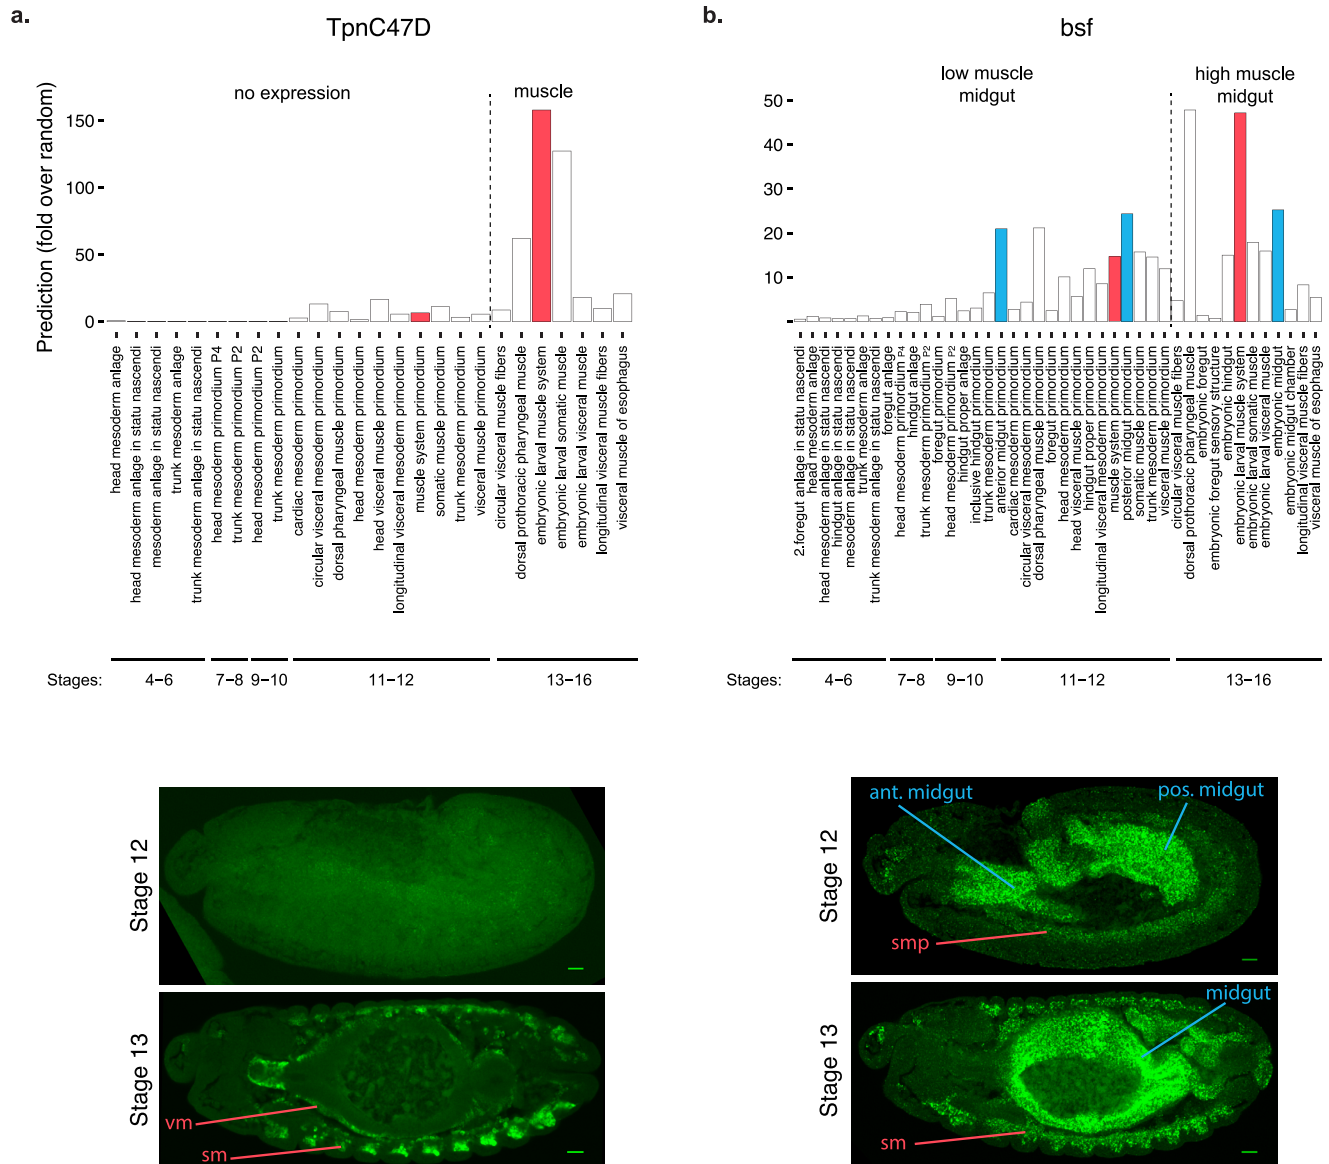 a.
TpnC47D
Prediction (fold over random)
150
100
50
0
no expression
muscle
head mesoderm anlage
head mesoderm anlage in statu nascendi
mesoderm anlage in statu nascendi
trunk mesoderm anlage
trunk mesoderm anlage in statu nascendi
head mesoderm primordium P4
trunk mesoderm primordium P2
head mesoderm primordium P2
trunk mesoderm primordium
cardiac mesoderm primordium
circular visceral mesoderm primordium
dorsal pharyngeal muscle primordium
head mesoderm primordium
head visceral muscle primordium
longitudinal visceral mesoderm primordium
muscle system primordium
somatic muscle primordium
trunk mesoderm primordium
visceral muscle primordium
circular visceral muscle fibers
dorsal prothoracic pharyngeal muscle
embryonic larval muscle system
embryonic larval somatic muscle
embryonic larval visceral muscle
longitudinal visceral muscle fibers
visceral muscle of esophagus
Stages:
4–6
7–8
9–10
11–12
13–16
Stage 12
Stage 13
vm
sm
b.
bsf
low muscle
midgut
high muscle
midgut
50
40
30
20
10
2.foregut anlage in statu nascendi
head mesoderm anlage
head mesoderm anlage in statu nascendi
hindgut anlage in statu nascendi
mesoderm anlage in statu nascendi
trunk mesoderm anlage
trunk mesoderm anlage in statu nascendi
foregut anlage
head mesoderm primordium P4
hindgut anlage
trunk mesoderm primordium P2
foregut primordium
head mesoderm primordium P2
hindgut proper anlage
inclusive hindgut primordium
trunk mesoderm primordium
anterior midgut primordium
cardiac mesoderm primordium
circular visceral mesoderm primordium
dorsal pharyngeal muscle primordium
foregut primordium
head mesoderm primordium
head visceral muscle primordium
hindgut proper primordium
longitudinal visceral mesoderm primordium
muscle system primordium
posterior midgut primordium
somatic muscle primordium
trunk mesoderm primordium
visceral muscle primordium
circular visceral muscle fibers
dorsal prothoracic pharyngeal muscle
embryonic foregut
embryonic foregut sensory structure
embryonic hindgut
embryonic larval muscle system
embryonic larval somatic muscle
embryonic larval visceral muscle
embryonic midgut
embryonic midgut chamber
longitudinal visceral muscle fibers
visceral muscle of esophagus
Stages:
4–6
7–8
9–10
11–12
13–16
Stage 12
ant. midgut
pos. midgut
smp
Stage 13
midgut
sm